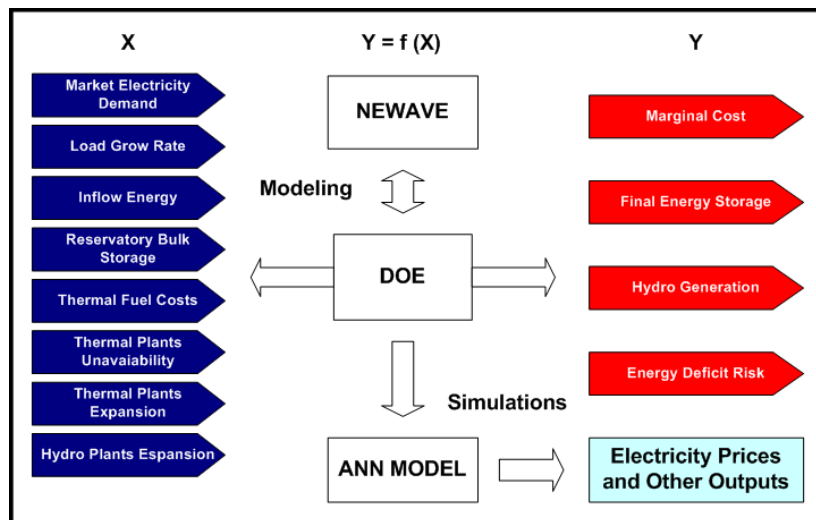 X
Y = f (X)
Y
Market Electricity
Demand
Load Grow Rate
Inflow Energy
Reservatory Bulk
Storage
Thermal Fuel Costs
Thermal Plants
Unavaiability
Thermal Plants
Expansion
Hydro Plants Expansion
NEWAVE
Modeling
DOE
Simulations
ANN MODEL
Marginal Cost
Final Energy Storage
Hydro Generation
Energy Deficit Risk
Electricity Prices
and Other Outputs